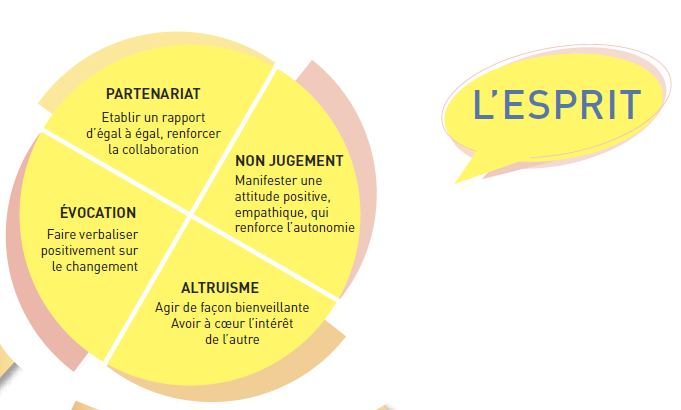 L'ESPRIT
PARTENARIAT
Etablir un rapport
d'égal à égal, renforcer
la collaboration
NON JUGEMENT
Manifester une
attitude positive,
empathique, qui
renforce l'autonomie
ÉVOCATION
Faire verbaliser
positivement sur
le changement
ALTRUISME
Agir de façon bienveillante
Avoir à cœur l'intérêt
de l'autre